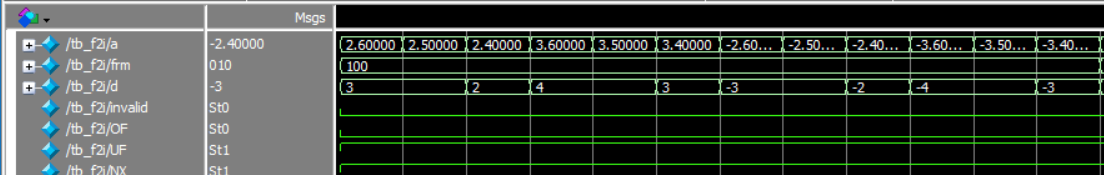 Msgs
/tb_f2i/a -2.40000 2.60000 2.50000 2.40000 3.60000 3.50000 3.40000 -2.60... -2.50... -2.40... -3.60... -3.50... -3.40...
/tb_f2i/frm 010 100
/tb_f2i/d -3 3 2 4 3 -3 -2 -4 -3
/tb_f2i/invalid St0
/tb_f2i/OF St0
/tb_f2i/UF St1
/tb_f2i/NX St1